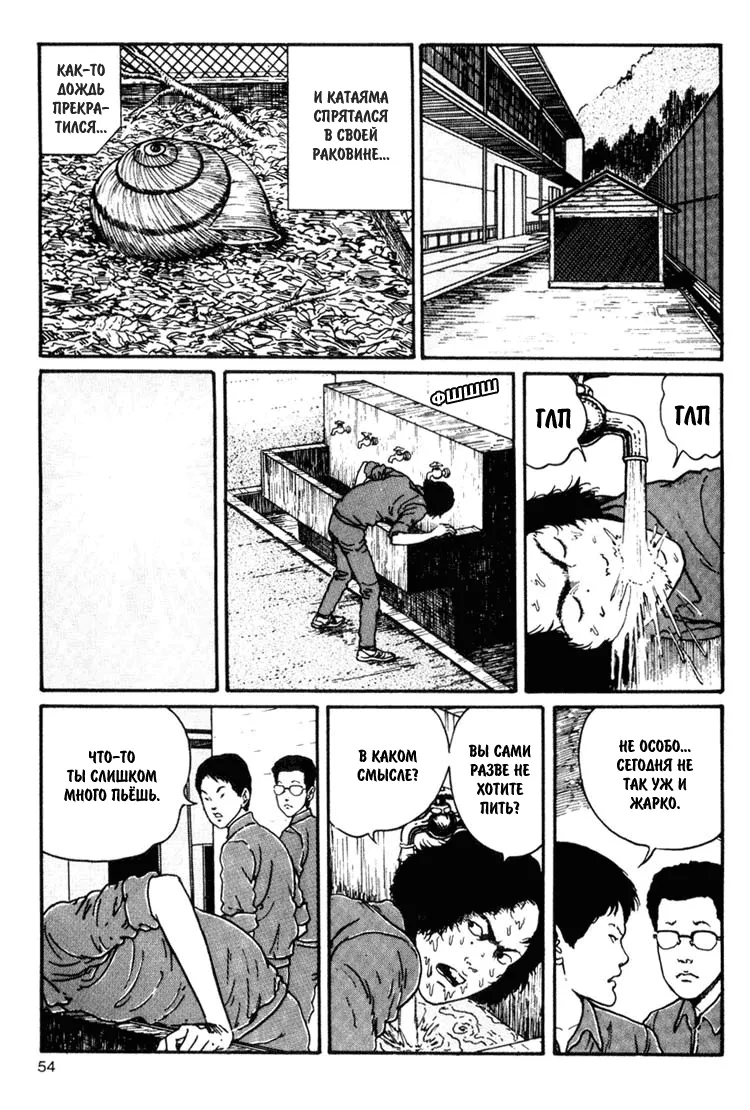 КАК-ТО
ДОЖДЬ
ПРЕКРА-
ТИЛСЯ...
И КАТАЯМА
СПРЯТАЛСЯ
В СВОЕЙ
РАКОВИНЕ...
ФШШШ
ГЛП
ГЛП
ЧТО-ТО
ТЫ СЛИШКОМ
МНОГО ПЬЁШЬ.
В КАКОМ
СМЫСЛЕ?
ВЫ САМИ
РАЗВЕ НЕ
ХОТИТЕ
ПИТЬ?
НЕ ОСОБО...
СЕГОДНЯ НЕ
ТАК УЖ И
ЖАРКО.
54